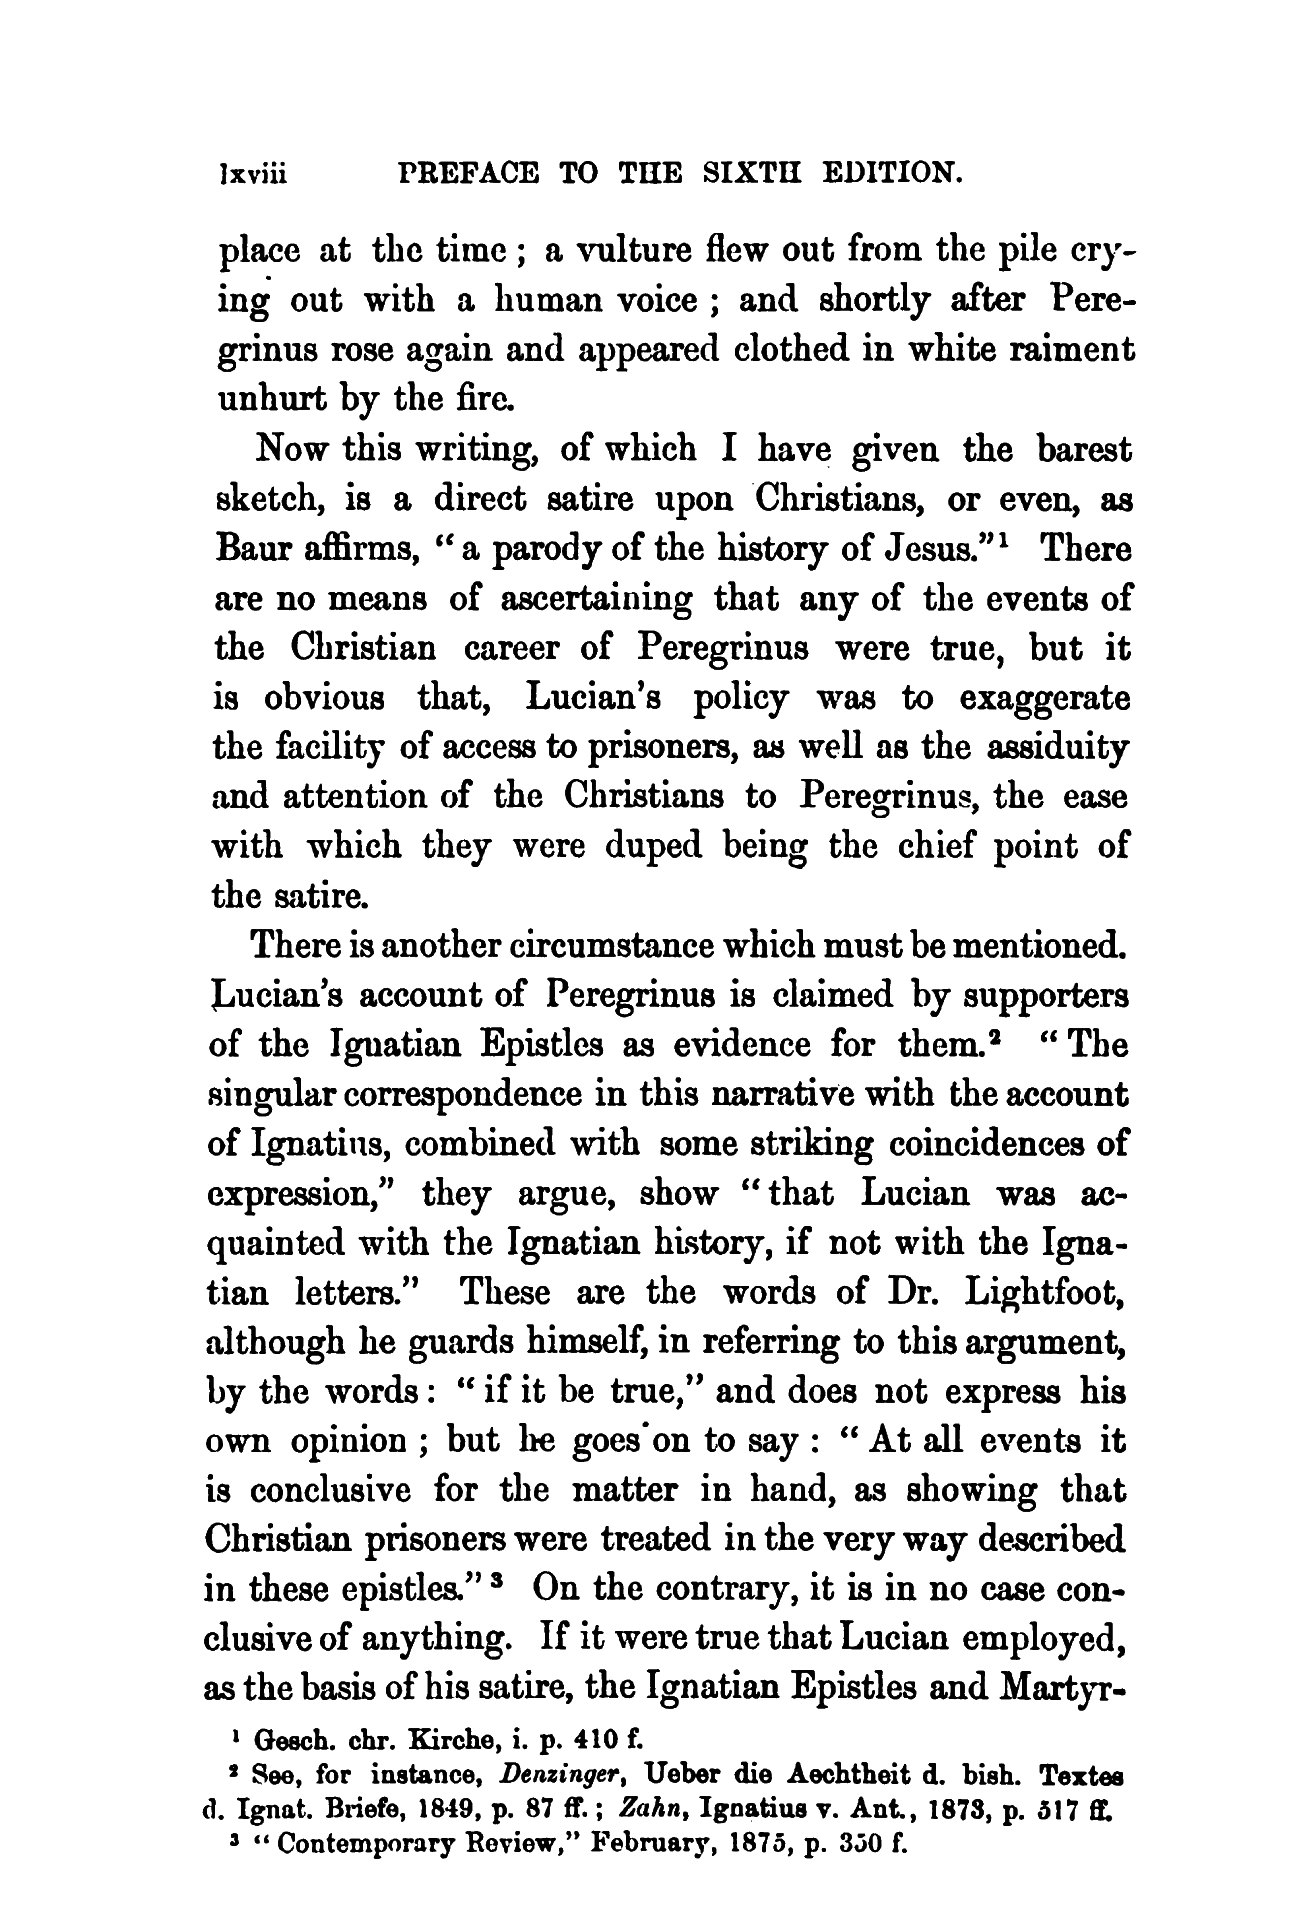 lxviii PREFACE TO THE SIXTH EDITION.
place at the time ; a vulture flew out from the pile cry-
ing out with a human voice ; and shortly after Pere-
grinus rose again and appeared clothed in white raiment
unhurt by the fire.
Now this writing, of which I have given the barest
sketch, is a direct satire upon Christians, or even, as
Baur affirms, “ a parody of the history of Jesus.”¹ There
are no means of ascertaining that any of the events of
the Christian career of Peregrinus were true, but it
is obvious that, Lucian’s policy was to exaggerate
the facility of access to prisoners, as well as the assiduity
and attention of the Christians to Peregrinus, the ease
with which they were duped being the chief point of
the satire.
There is another circumstance which must be mentioned.
Lucian’s account of Peregrinus is claimed by supporters
of the Ignatian Epistles as evidence for them.² “ The
singular correspondence in this narrative with the account
of Ignatius, combined with some striking coincidences of
expression,” they argue, show “ that Lucian was ac-
quainted with the Ignatian history, if not with the Igna-
tian letters.” These are the words of Dr. Lightfoot,
although he guards himself, in referring to this argument,
by the words : “ if it be true,” and does not express his
own opinion ; but he goes on to say : “ At all events it
is conclusive for the matter in hand, as showing that
Christian prisoners were treated in the very way described
in these epistles.” ³ On the contrary, it is in no case con-
clusive of anything. If it were true that Lucian employed,
as the basis of his satire, the Ignatian Epistles and Martyr-
¹ Gesch. chr. Kirche, i. p. 410 f.
² See, for instance, Denzinger, Ueber die Aechtheit d. bish. Textes
d. Ignat. Briefe, 1849, p. 87 ff. ; Zahn, Ignatius v. Ant., 1873, p. 517 ff.
³ “ Contemporary Review,” February, 1875, p. 350 f.